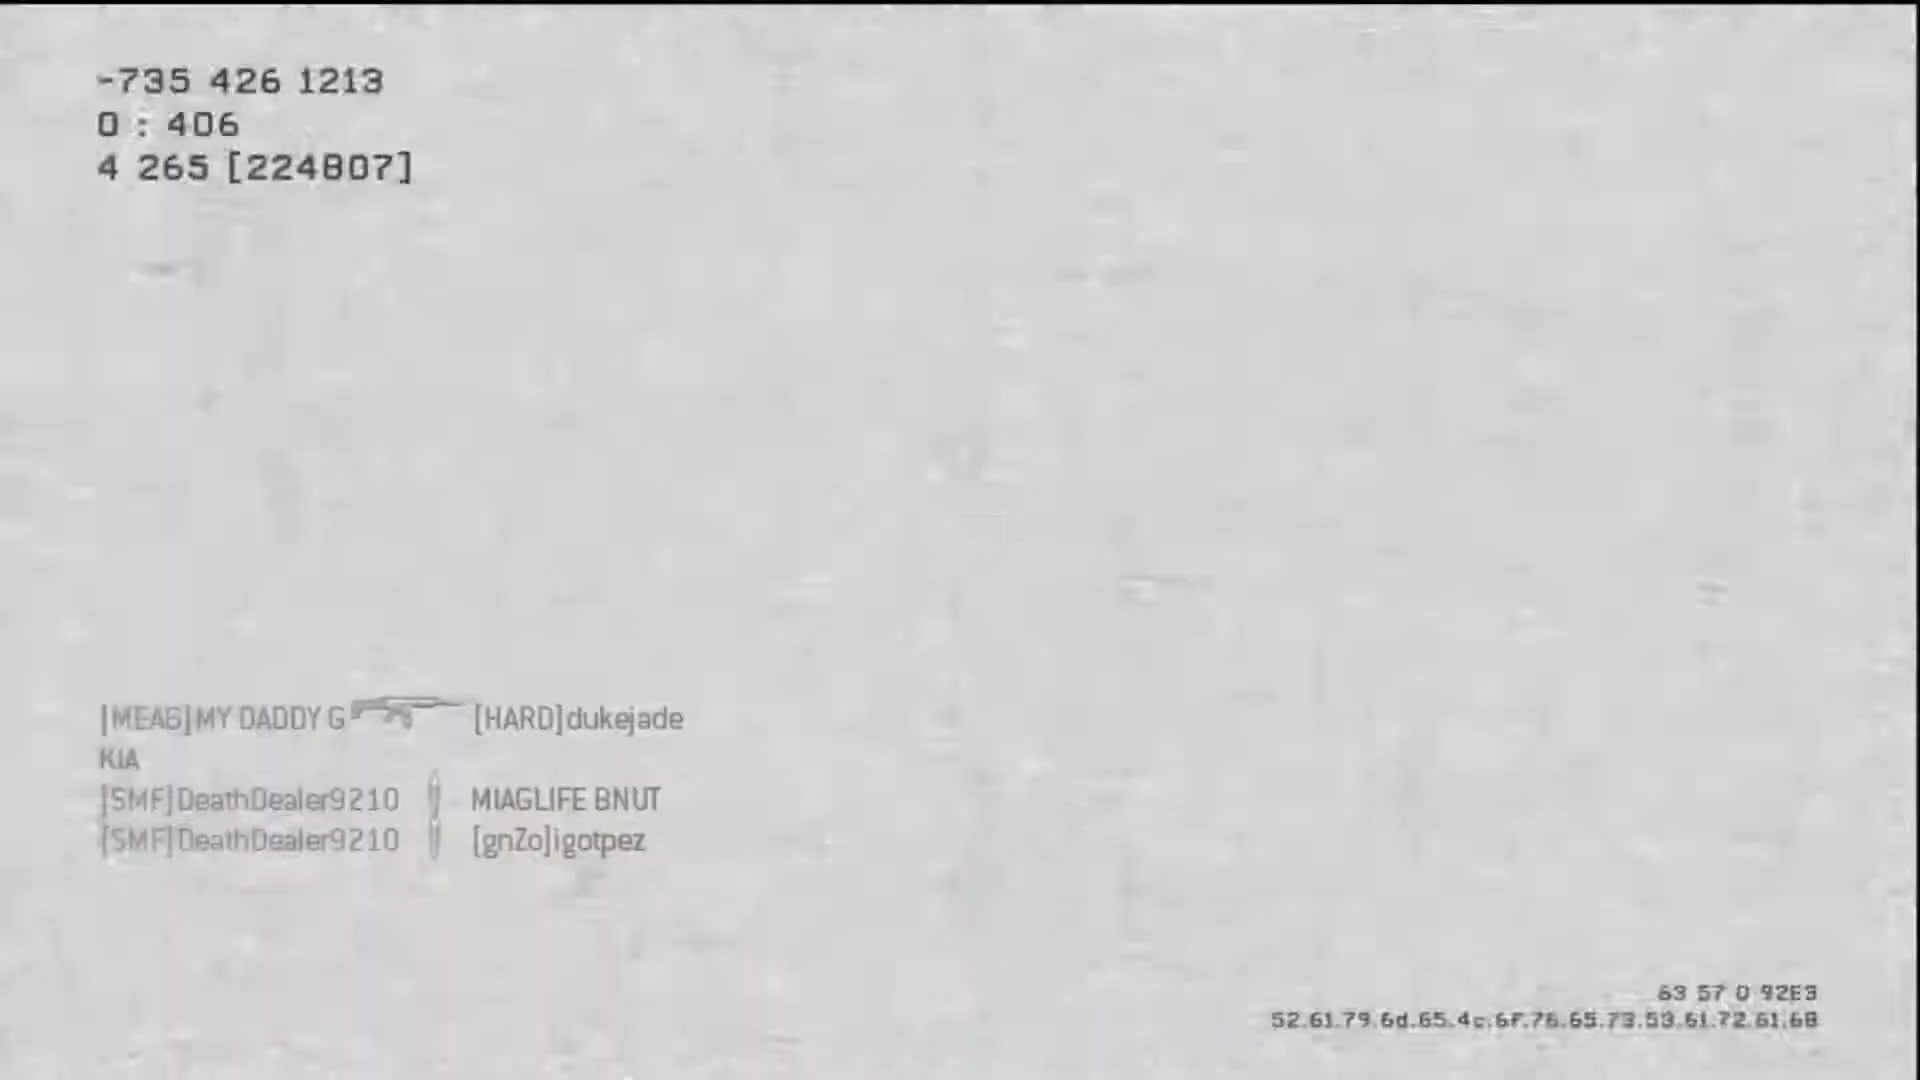 -735 426 1213
0 : 406
4 265 [224807]
[MEAG]MY DADDY G [HARD]dukejade
KIA
[SMF]DeathDealer9210 MIAGLIFE BNUT
[SMF]DeathDealer9210 [gnZo]igotpez
63 57 0 92E3
52.61.79.6d.65.4c.6f.76.65.73.53.61.72.61.68